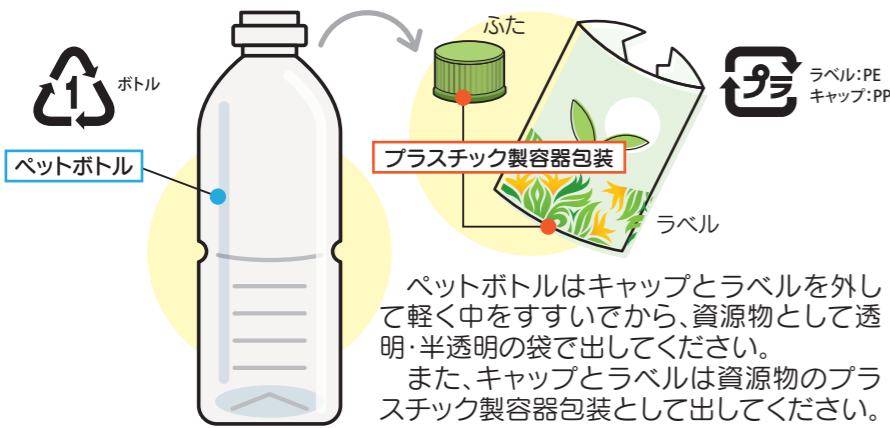 ふた
1
ボトル
プラ
ラベル:PE
キャップ:PP
ペットボトル
プラスチック製容器包装
ラベル
　ペットボトルはキャップとラベルを外し
て軽く中をすすいでから、資源物として透
明・半透明の袋で出してください。
　また、キャップとラベルは資源物のプラ
スチック製容器包装として出してください。